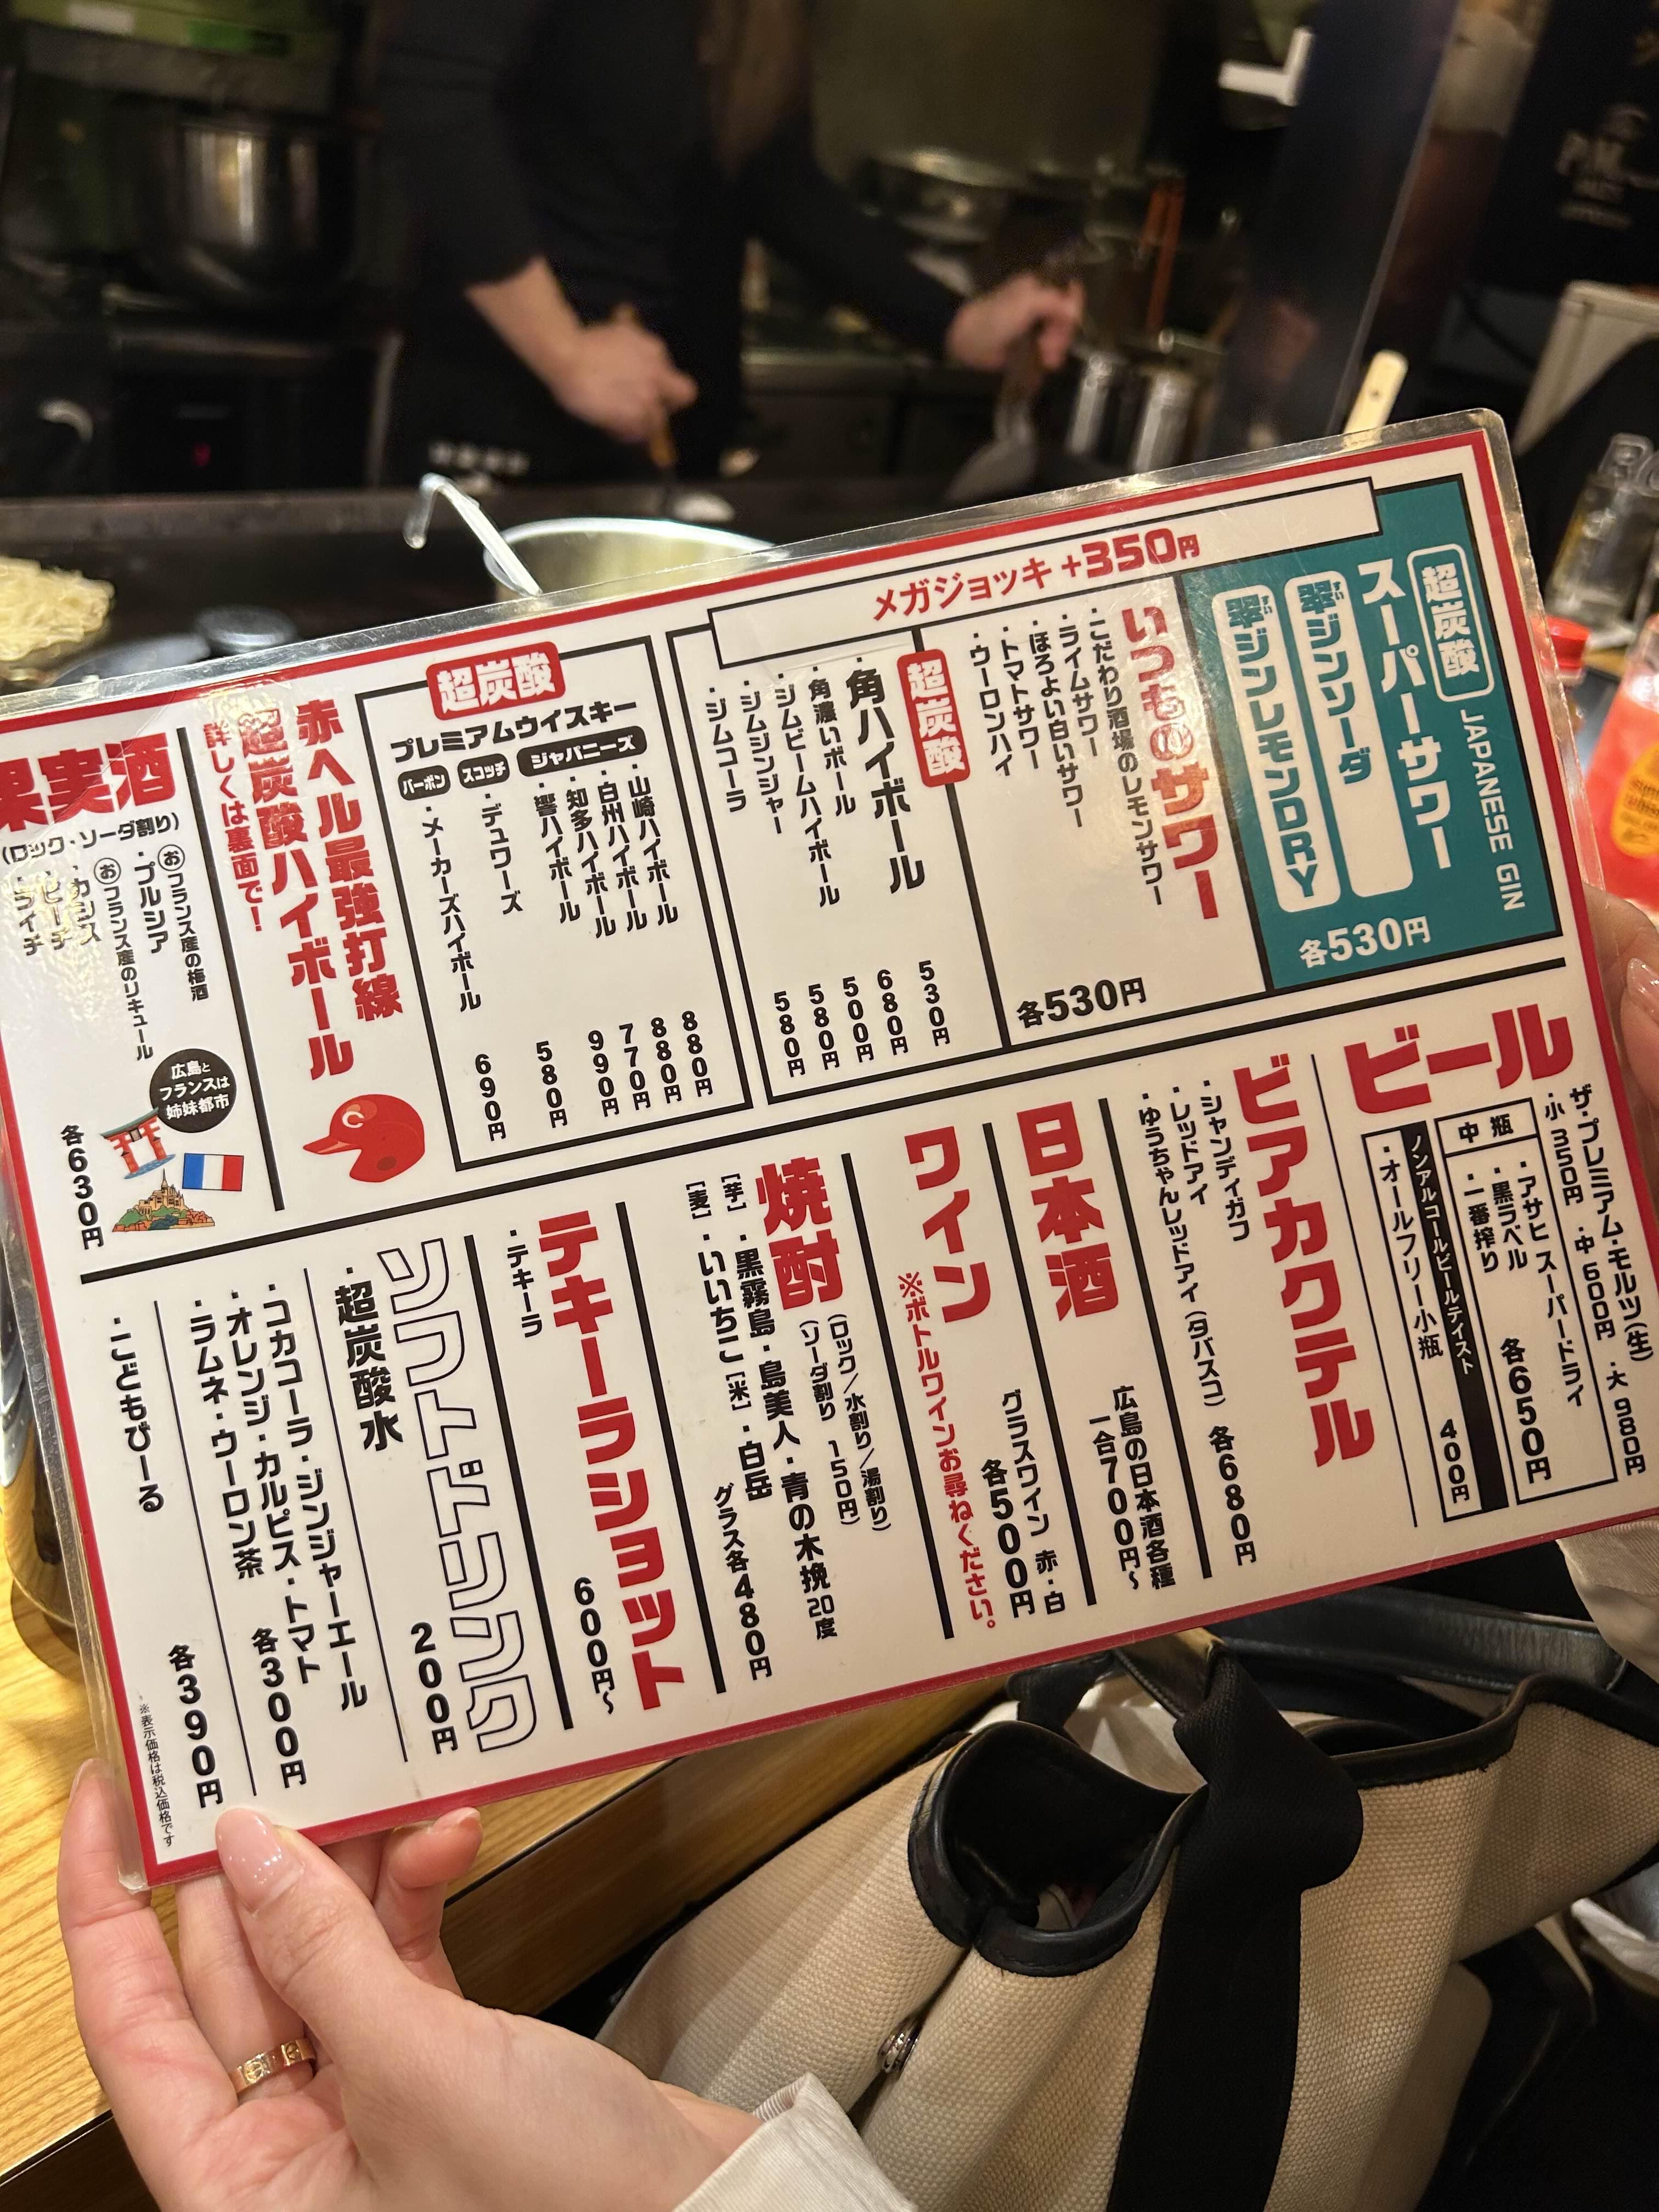 超炭酸
JAPANESE GIN
スーパーサワー
翠ジンソーダ
すい
翠ジンレモンDRY
すい
各530円
メガジョッキ +350円
いつものサワー
・こだわり酒場のレモンサワー
・ライムサワー
・ほろよい白いサワー
・トマトサワー
・ウーロンハイ
各530円
超炭酸
・角ハイボール 530円
・角濃いボール 680円
・ジムビームハイボール 500円
・ジムジンジャー 580円
・ジムコーラ 580円
超炭酸
プレミアムウイスキー
ジャパニーズ
・山崎ハイボール 880円
・白州ハイボール 880円
・知多ハイボール 770円
・響ハイボール 990円
スコッチ
・デュワーズ 580円
バーボン
・メーカーズハイボール 690円
赤ヘル最強打線
超炭酸ハイボール
詳しくは裏面で!
果実酒
(ロック・ソーダ割り)
お フランス産の梅酒
・プルシア
お フランス産のリキュール
・カシス
・ピーチ
・ライチ
広島と
フランスは
姉妹都市
各630円
ビール
ザ・プレミアム・モルツ(生)
・小 350円 ・中 600円 ・大 980円
中瓶
・アサヒ スーパードライ
・黒ラベル
・一番搾り
各650円
ノンアルコールビールテイスト
・オールフリー小瓶 400円
ビアカクテル
・シャンディガフ
・レッドアイ
・ゆうちゃんレッドアイ(タバスコ) 各680円
日本酒
広島の日本酒各種
一合700円〜
ワイン
グラスワイン 赤・白
各500円
※ボトルワインお尋ねください。
焼酎
(ロック/水割り/湯割り)
(ソーダ割り 150円)
[芋]・黒霧島・島美人・青の木挽20度
[麦]・いいちこ [米]・白岳
グラス各480円
テキーラショット
・テキーラ 600円〜
ソフトドリンク
・超炭酸水 200円
・コカコーラ・ジンジャーエール
・オレンジ・カルピス・トマト
・ラムネ・ウーロン茶
各300円
・こどもびーる 各390円
※表示価格は税込価格です